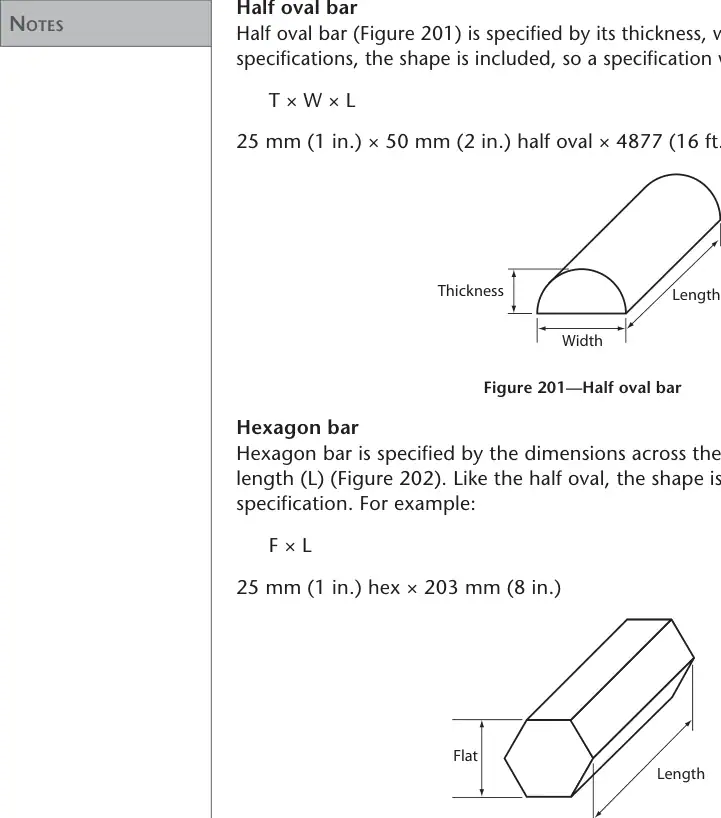 NOTES
Half oval bar
Half oval bar (Figure 201) is specified by its thickness,
specifications, the shape is included, so a specification
T × W × L
25 mm (1 in.) × 50 mm (2 in.) half oval × 4877 (16 ft.
Thickness
Length
Width
Figure 201—Half oval bar
Hexagon bar
Hexagon bar is specified by the dimensions across the
length (L) (Figure 202). Like the half oval, the shape is
specification. For example:
F × L
25 mm (1 in.) hex × 203 mm (8 in.)
Flat
Length